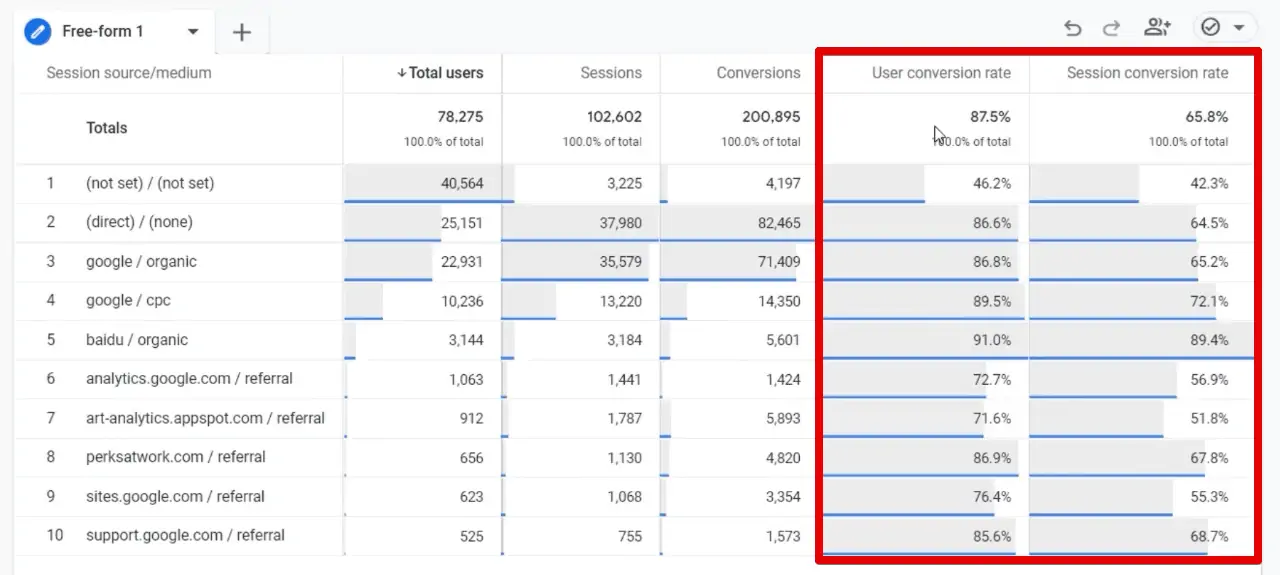 Free-form 1
Session source/medium Total users Sessions Conversions User conversion rate Session conversion rate
Totals 78,275 102,602 200,895 87.5% 65.8%
100.0% of total 100.0% of total 100.0% of total 100.0% of total 100.0% of total
1 (not set) / (not set) 40,564 3,225 4,197 46.2% 42.3%
2 (direct) / (none) 25,151 37,980 82,465 86.6% 64.5%
3 google / organic 22,931 35,579 71,409 86.8% 65.2%
4 google / cpc 10,236 13,220 14,350 89.5% 72.1%
5 baidu / organic 3,144 3,184 5,601 91.0% 89.4%
6 analytics.google.com / referral 1,063 1,441 1,424 72.7% 56.9%
7 art-analytics.appspot.com / referral 912 1,787 5,893 71.6% 51.8%
8 perksatwork.com / referral 656 1,130 4,820 86.9% 67.8%
9 sites.google.com / referral 623 1,068 3,354 76.4% 55.3%
10 support.google.com / referral 525 755 1,573 85.6% 68.7%